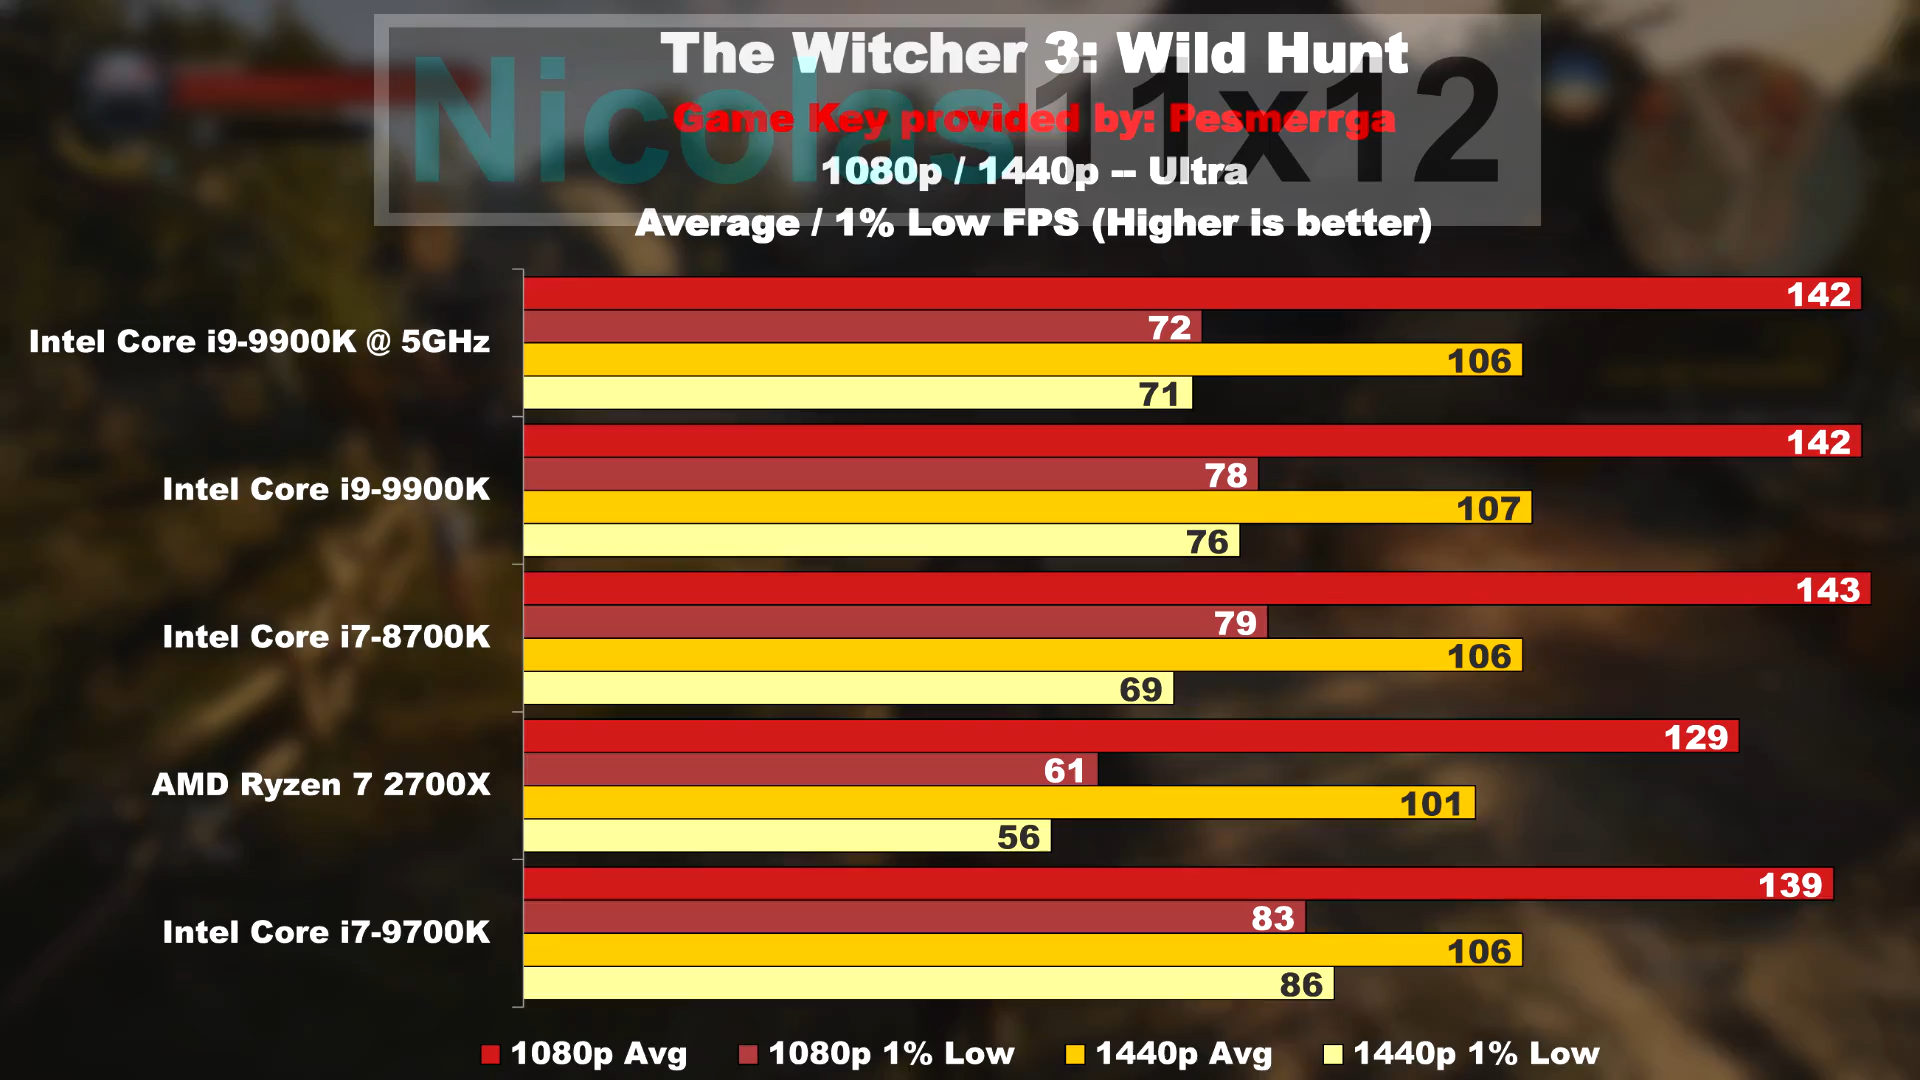 The Witcher 3: Wild Hunt
Nicolas11x12
Game Key provided by: Pesmerrga
1080p / 1440p -- Ultra
Average / 1% Low FPS (Higher is better)
142
Intel Core i9-9900K @ 5GHz
72
106
71
142
Intel Core i9-9900K
78
107
76
143
Intel Core i7-8700K
79
106
69
129
AMD Ryzen 7 2700X
61
101
56
139
Intel Core i7-9700K
83
106
86
1080p Avg 1080p 1% Low 1440p Avg 1440p 1% Low